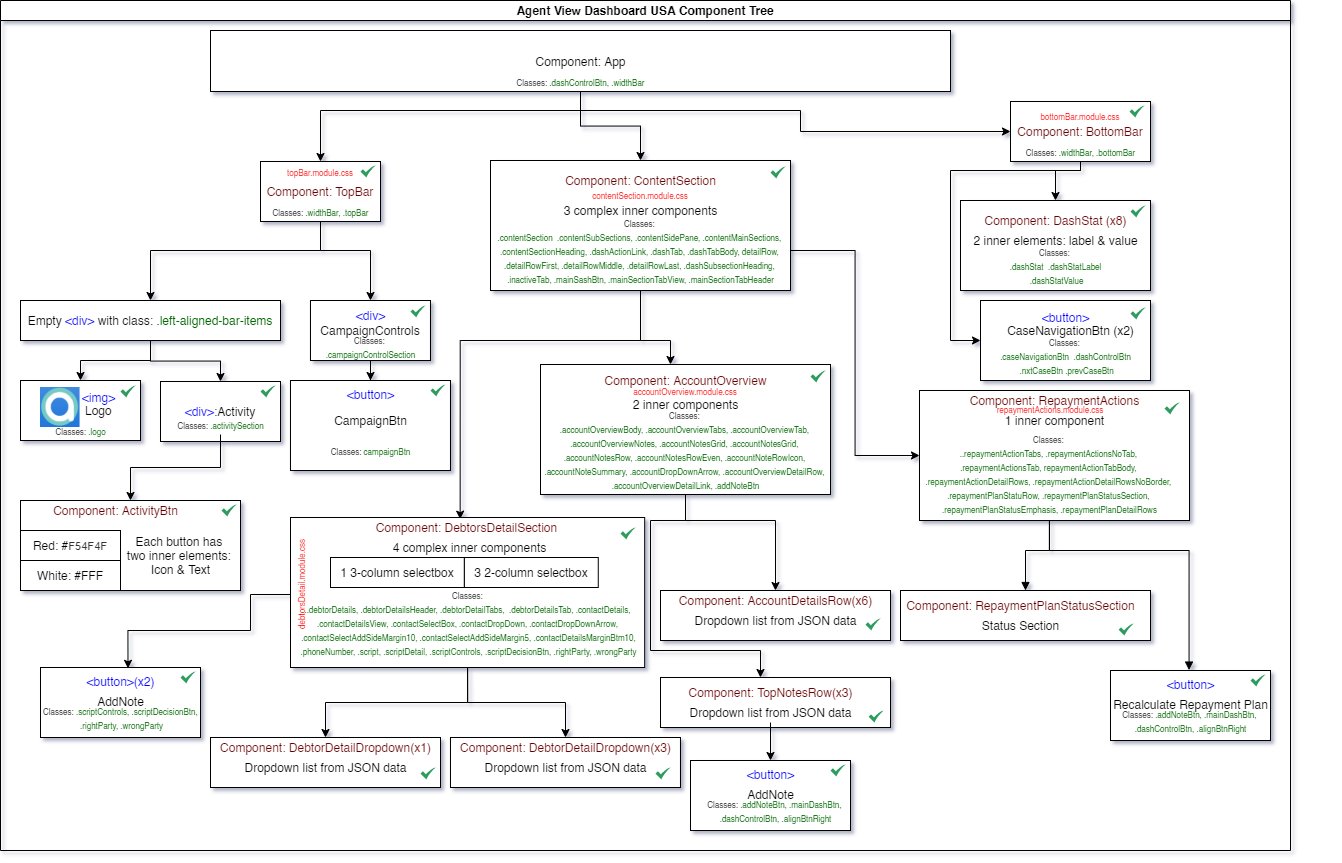 Agent View Dashboard USA Component Tree
Component: App
Classes: .dashControlBtn, .widthBar
bottomBar.module.css
Component: BottomBar
Classes: .widthBar, .bottomBar
topBar.module.css
Component: TopBar
Classes: .widthBar, .topBar
Component: ContentSection
contentSection.module.css
3 complex inner components
Classes:
.contentSection .contentSubSections, .contentSidePane, .contentMainSections,
.contentSectionHeading, .dashActionLink, .dashTab, .dashTabBody, detailRow,
.detailRowFirst, .detailRowMiddle, .detailRowLast, .dashSubsectionHeading,
.inactiveTab, .mainSashBtn, .mainSectionTabView, .mainSectionTabHeader
Component: DashStat (x8)
2 inner elements: label & value
Classes:
.dashStat .dashStatLabel
.dashStatValue
Empty <div> with class: .left-aligned-bar-items
<div>
CampaignControls
Classes:
.campaignControlSection
<button>
CaseNavigationBtn (x2)
Classes:
.caseNavigationBtn .dashControlBtn
.nxtCaseBtn .prevCaseBtn
<img>
Logo
Classes: .logo
<div>:Activity
Classes: .activitySection
<button>
CampaignBtn
Classes: campaignBtn
Component: AccountOverview
accountOverview.module.css
2 inner components
Classes:
.accountOverviewBody, .accountOverviewTabs, .accountOverviewTab,
.accountOverviewNotes, .accountNotesGrid, .accountNotesGrid,
.accountNotesRow, .accountNotesRowEven, .accountNoteRowIcon,
.accountNoteSummary, .accountDropDownArrow, .accountOverviewDetailRow,
.accountOverviewDetailLink, .addNoteBtn
Component: RepaymentActions
repaymentActions.module.css
1 inner component
Classes:
..repaymentActionTabs, .repaymentActionsNoTab,
.repaymentActionsTab, repaymentActionTabBody,
.repaymentActionDetailRows, .repaymentActionDetailRowsNoBorder,
.repaymentPlanStatuRow, .repaymentPlanStatusSection,
.repaymentPlanStatusEmphasis, .repaymentPlanDetailRows
Component: ActivityBtn
Red: #F54F4F
White: #FFF
Each button has
two inner elements:
Icon & Text
debtorsDetail.module.css
Component: DebtorsDetailSection
4 complex inner components
1 3-column selectbox
3 2-column selectbox
Classes:
.debtorDetails, .debtorDetailsHeader, .debtorDetailTabs, .debtorDetailsTab, .contactDetails,
.contactDetailsView, .contactSelectBox, .contactDropDown, .contactDropDownArrow,
.contactSelectAddSideMargin10, .contactSelectAddSideMargin5, .contactDetailsMarginBtm10,
.phoneNumber, .script, .scriptDetail, .scriptControls, .scriptDecisionBtn, .rightParty, .wrongParty
Component: AccountDetailsRow(x6)
Dropdown list from JSON data
Component: RepaymentPlanStatusSection
Status Section
<button>(x2)
AddNote
Classes: .scriptControls, .scriptDecisionBtn,
.rightParty, .wrongParty
Component: TopNotesRow(x3)
Dropdown list from JSON data
<button>
Recalculate Repayment Plan
Classes: .addNoteBtn, .mainDashBtn,
.dashControlBtn, .alignBtnRight
Component: DebtorDetailDropdown(x1)
Dropdown list from JSON data
Component: DebtorDetailDropdown(x3)
Dropdown list from JSON data
<button>
AddNote
Classes: .addNoteBtn, .mainDashBtn,
.dashControlBtn, .alignBtnRight